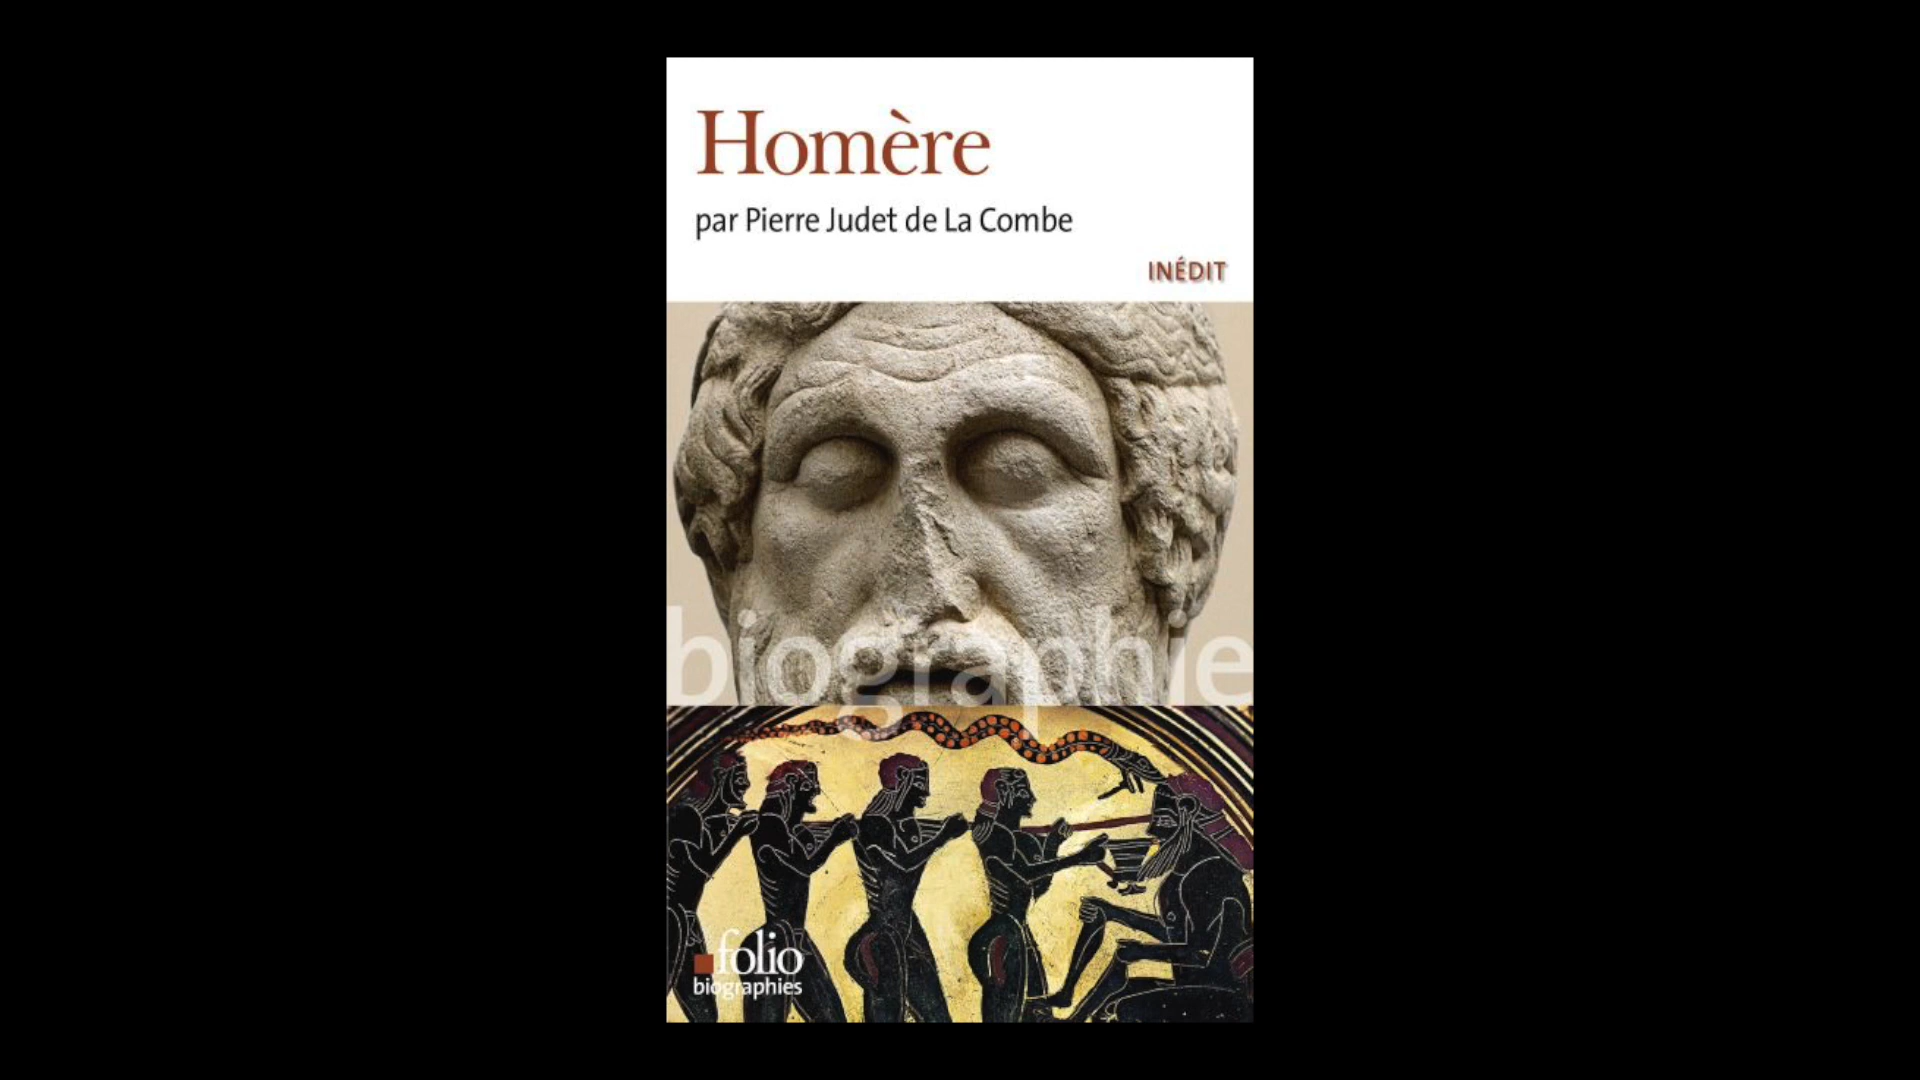 Homère
par Pierre Judet de La Combe
INÉDIT
biographie
folio
biographies